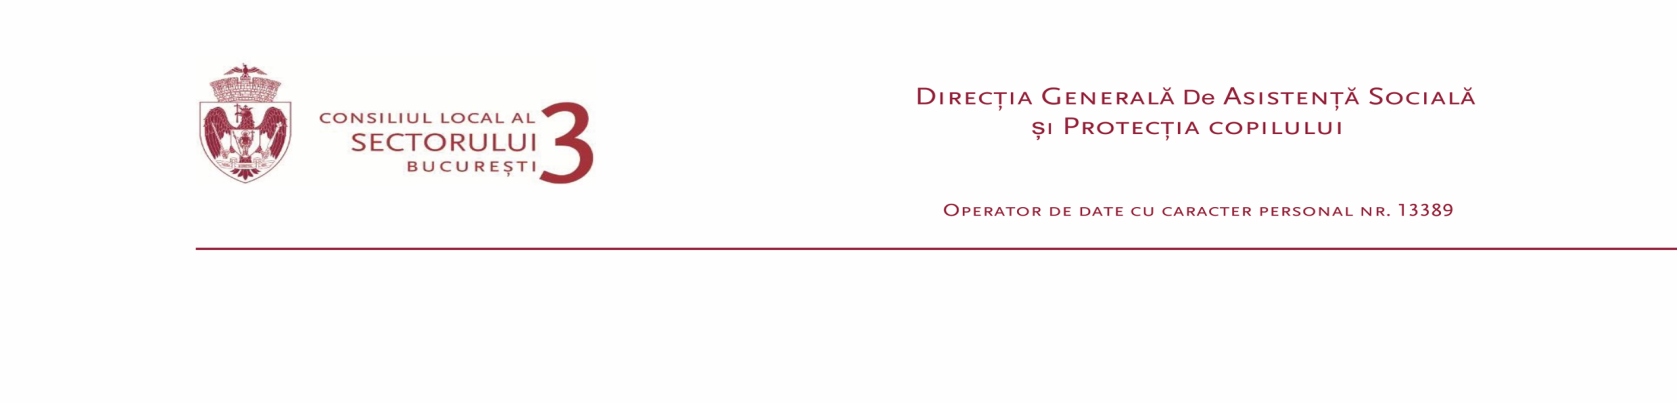 CONSILIUL LOCAL AL
SECTORULUI 3
BUCUREȘTI
DIRECȚIA GENERALĂ De ASISTENȚĂ SOCIALĂ
ȘI PROTECȚIA COPILULUI
OPERATOR DE DATE CU CARACTER PERSONAL NR. 13389